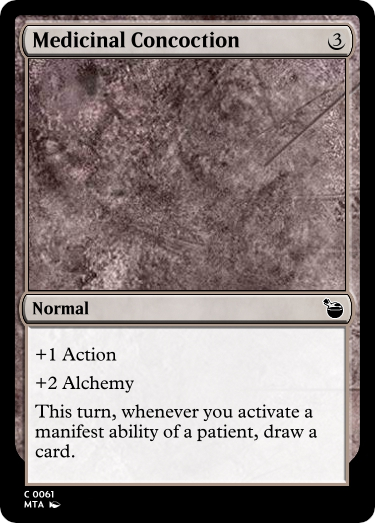 Medicinal Concoction 3
Normal
+1 Action
+2 Alchemy
This turn, whenever you activate a
manifest ability of a patient, draw a
card.
C 0061
MTA